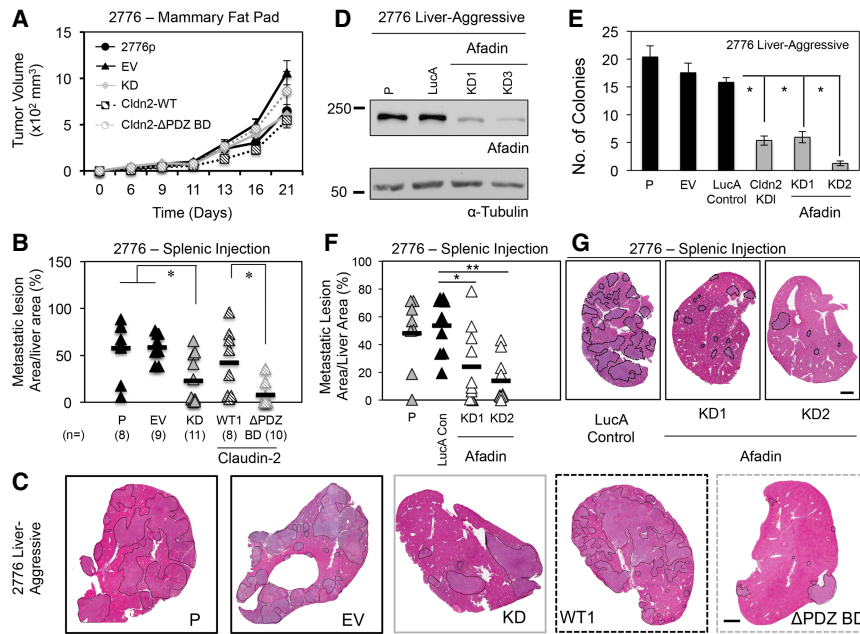 A
2776 – Mammary Fat Pad
Tumor Volume
(x10² mm³)
15
10
5
0
2776p
EV
KD
Cldn2-WT
Cldn2-ΔPDZ BD
0 6 9 11 13 16 21
Time (Days)
B
2776 – Splenic Injection
Metastatic lesion
Area/liver area (%)
150
100
50
0
* *
P EV KD WT1 ΔPDZ
BD
(n=) (8) (9) (11) (8) (10)
Claudin-2
C
2776 Liver-
Aggressive
P
EV
KD
WT1
ΔPDZ BD
D
2776 Liver-Aggressive
Afadin
P LucA KD1 KD3
250
Afadin
50
α-Tubulin
E
2776 Liver-Aggressive
No. of Colonies
25
20
15
10
5
0
* * *
P EV LucA
Control
Cldn2
KDI
KD1 KD2
Afadin
F
2776 – Splenic Injection
Metastatic Lesion
Area/Liver Area (%)
100
80
60
40
20
0
**
*
P LucA Con KD1 KD2
Afadin
G
2776 – Splenic Injection
LucA
Control
KD1
KD2
Afadin